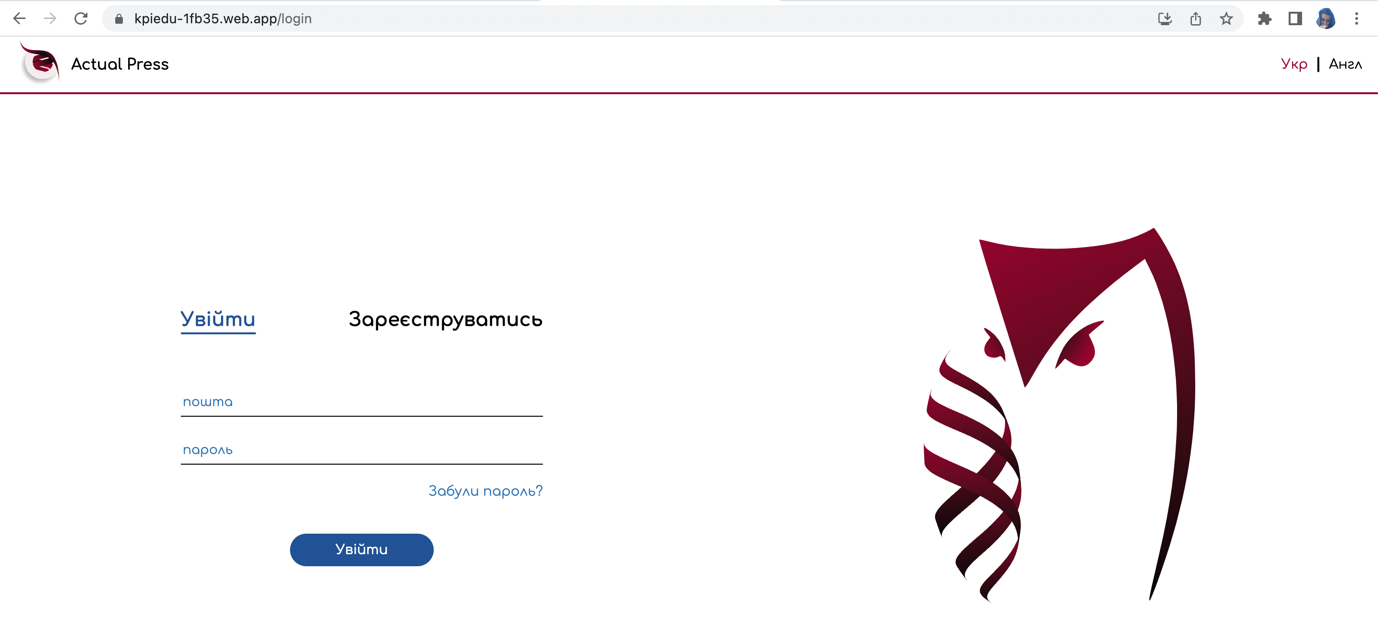 kpiedu-1fb35.web.app/login
Actual Press
Укр | Англ
Увійти Зареєструватись
пошта
пароль
Забули пароль?
Увійти